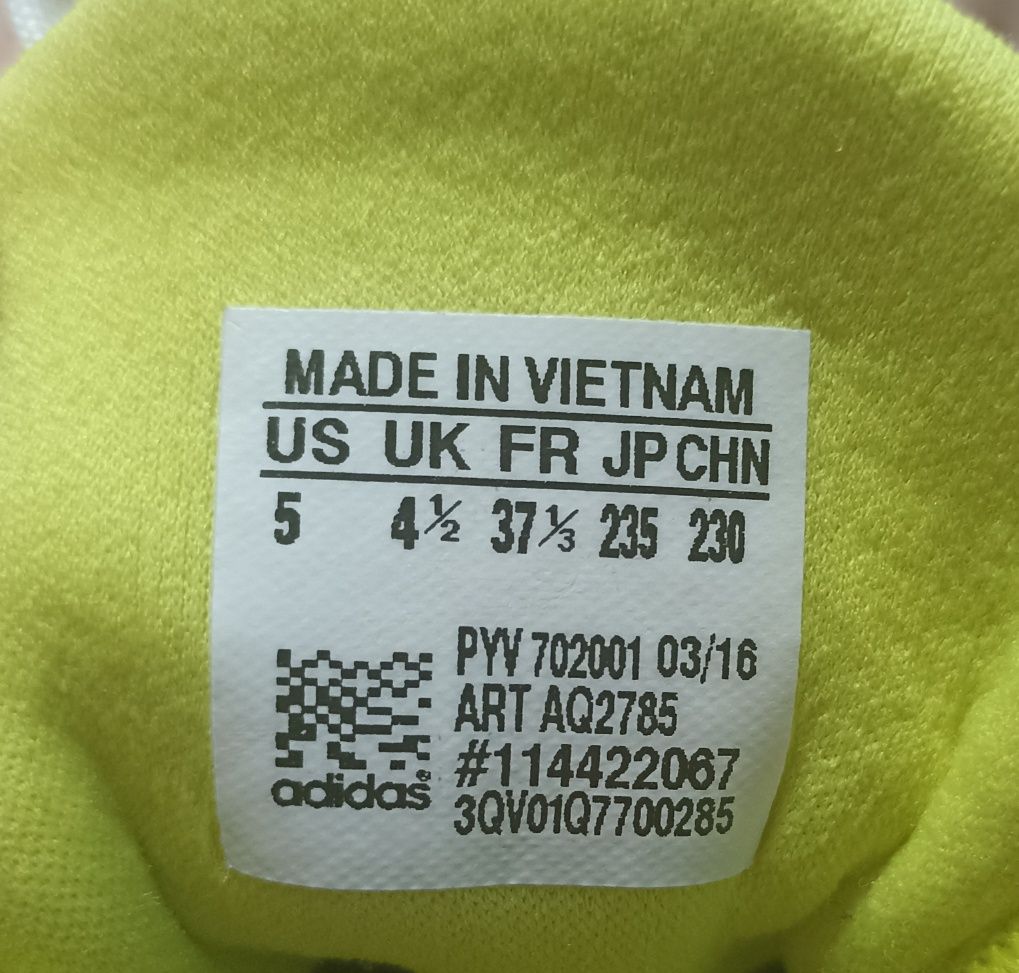 MADE IN VIETNAM
US UK FR JP CHN
5 4½ 37⅓ 235 230
PYV 702001 03/16
ART AQ2785
#114422067
3QV01Q7700285
adidas®